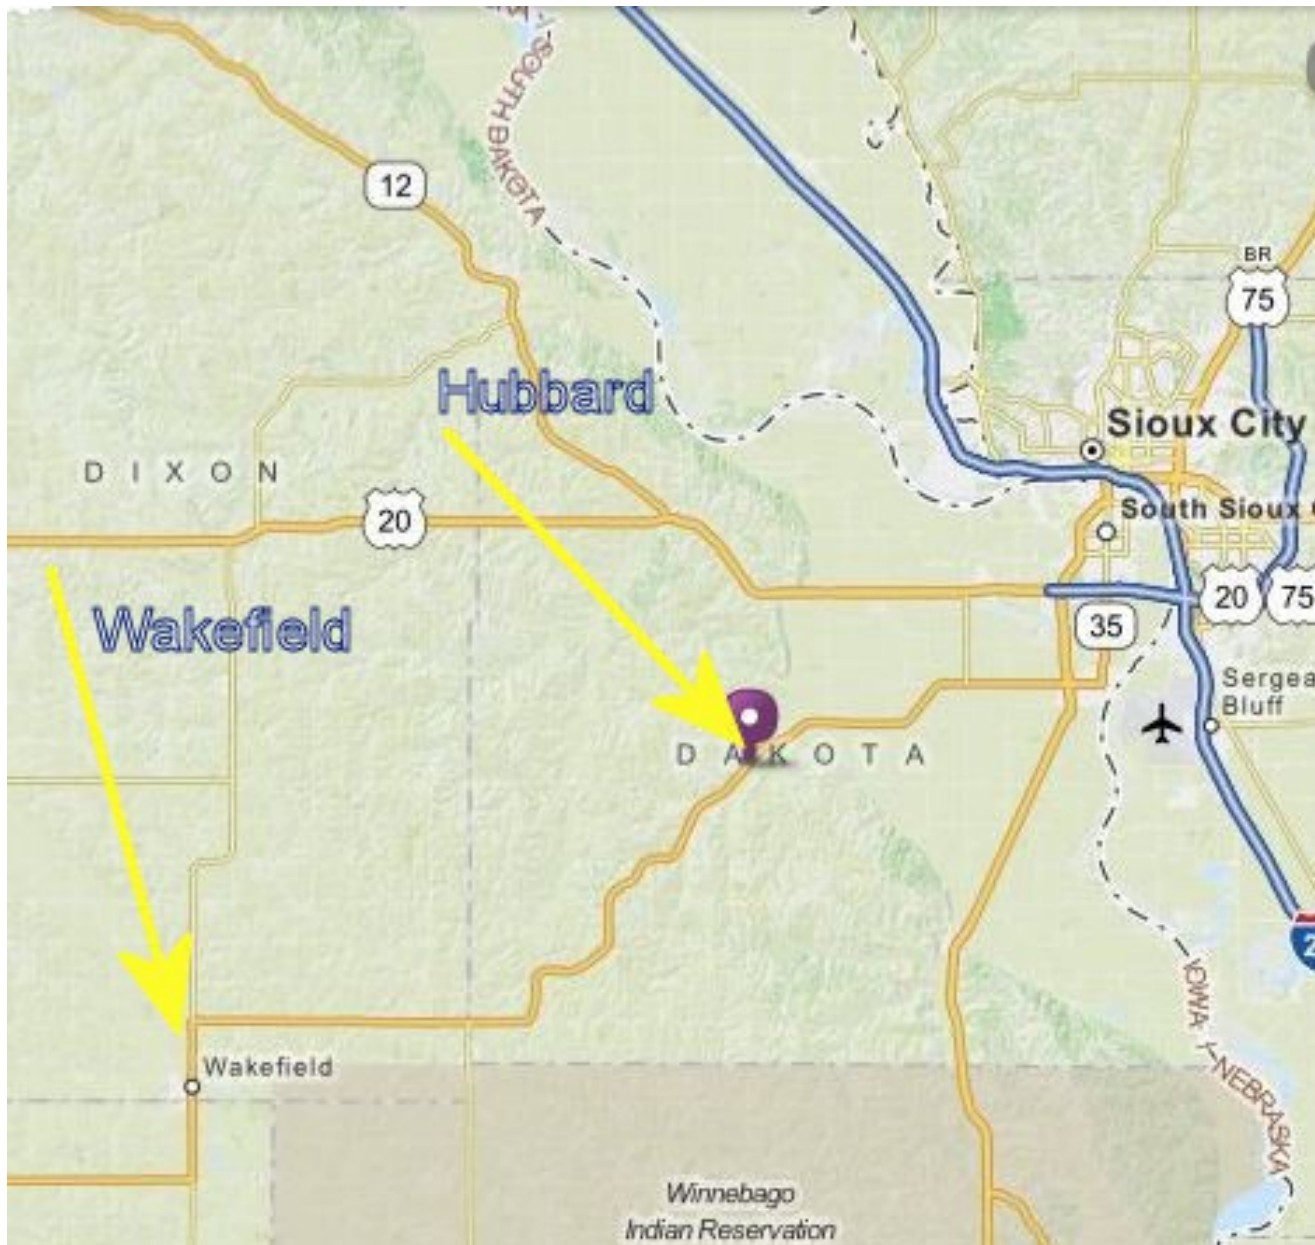 SOUTH DAKOTA
12
BR
75
Hubbard
Sioux City
DIXON
20
South Sioux
Wakefield
20
75
35
Bluff
DAKOTA
IOWA
NEBRASKA
Wakefield
Winnebago
Indian Reservation